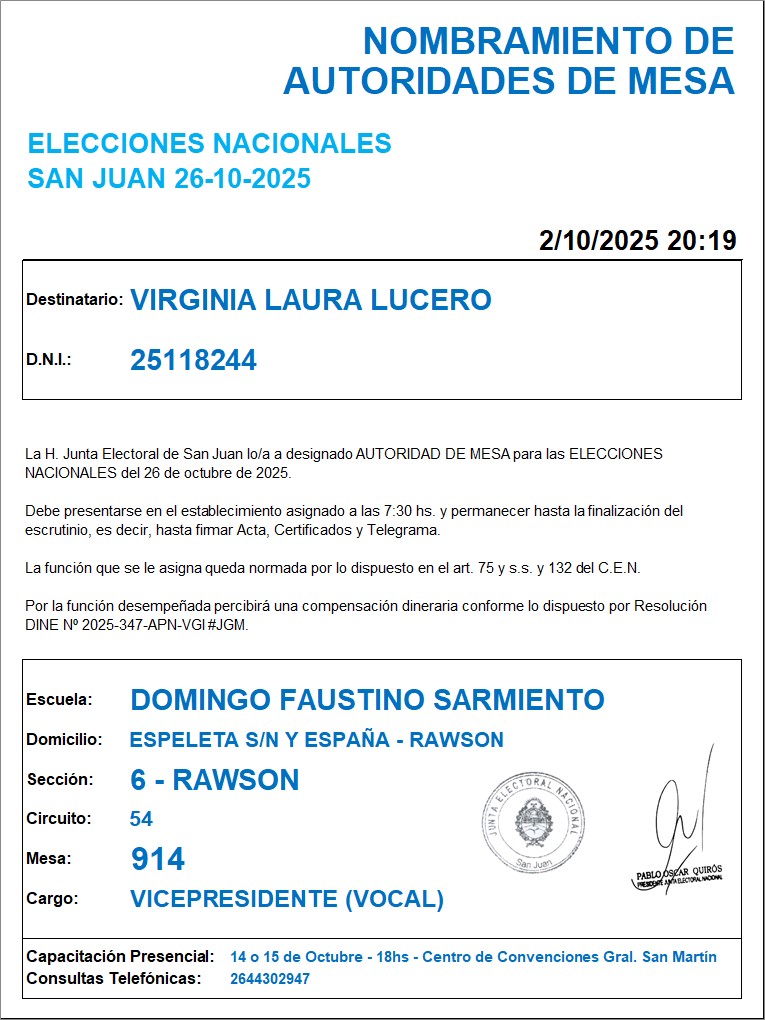 NOMBRAMIENTO DE
AUTORIDADES DE MESA
ELECCIONES NACIONALES
SAN JUAN 26-10-2025
2/10/2025 20:19
Destinatario: VIRGINIA LAURA LUCERO
D.N.I.: 25118244
La H. Junta Electoral de San Juan lo/a a designado AUTORIDAD DE MESA para las ELECCIONES
NACIONALES del 26 de octubre de 2025.
Debe presentarse en el establecimiento asignado a las 7:30 hs. y permanecer hasta la finalización del
escrutinio, es decir, hasta firmar Acta, Certificados y Telegrama.
La función que se le asigna queda normada por lo dispuesto en el art. 75 y s.s. y 132 del C.E.N.
Por la función desempeñada percibirá una compensación dineraria conforme lo dispuesto por Resolución
DINE Nº 2025-347-APN-VGI#JGM.
Escuela: DOMINGO FAUSTINO SARMIENTO
Domicilio: ESPELETA S/N Y ESPAÑA - RAWSON
Sección: 6 - RAWSON
Circuito: 54
Mesa: 914
Cargo: VICEPRESIDENTE (VOCAL)
JUNTA ELECTORAL NACIONAL
San Juan
PABLO OSCAR QUIRÓS
PRESIDENTE JUNTA ELECTORAL NACIONAL
Capacitación Presencial: 14 o 15 de Octubre - 18hs - Centro de Convenciones Gral. San Martín
Consultas Telefónicas: 2644302947